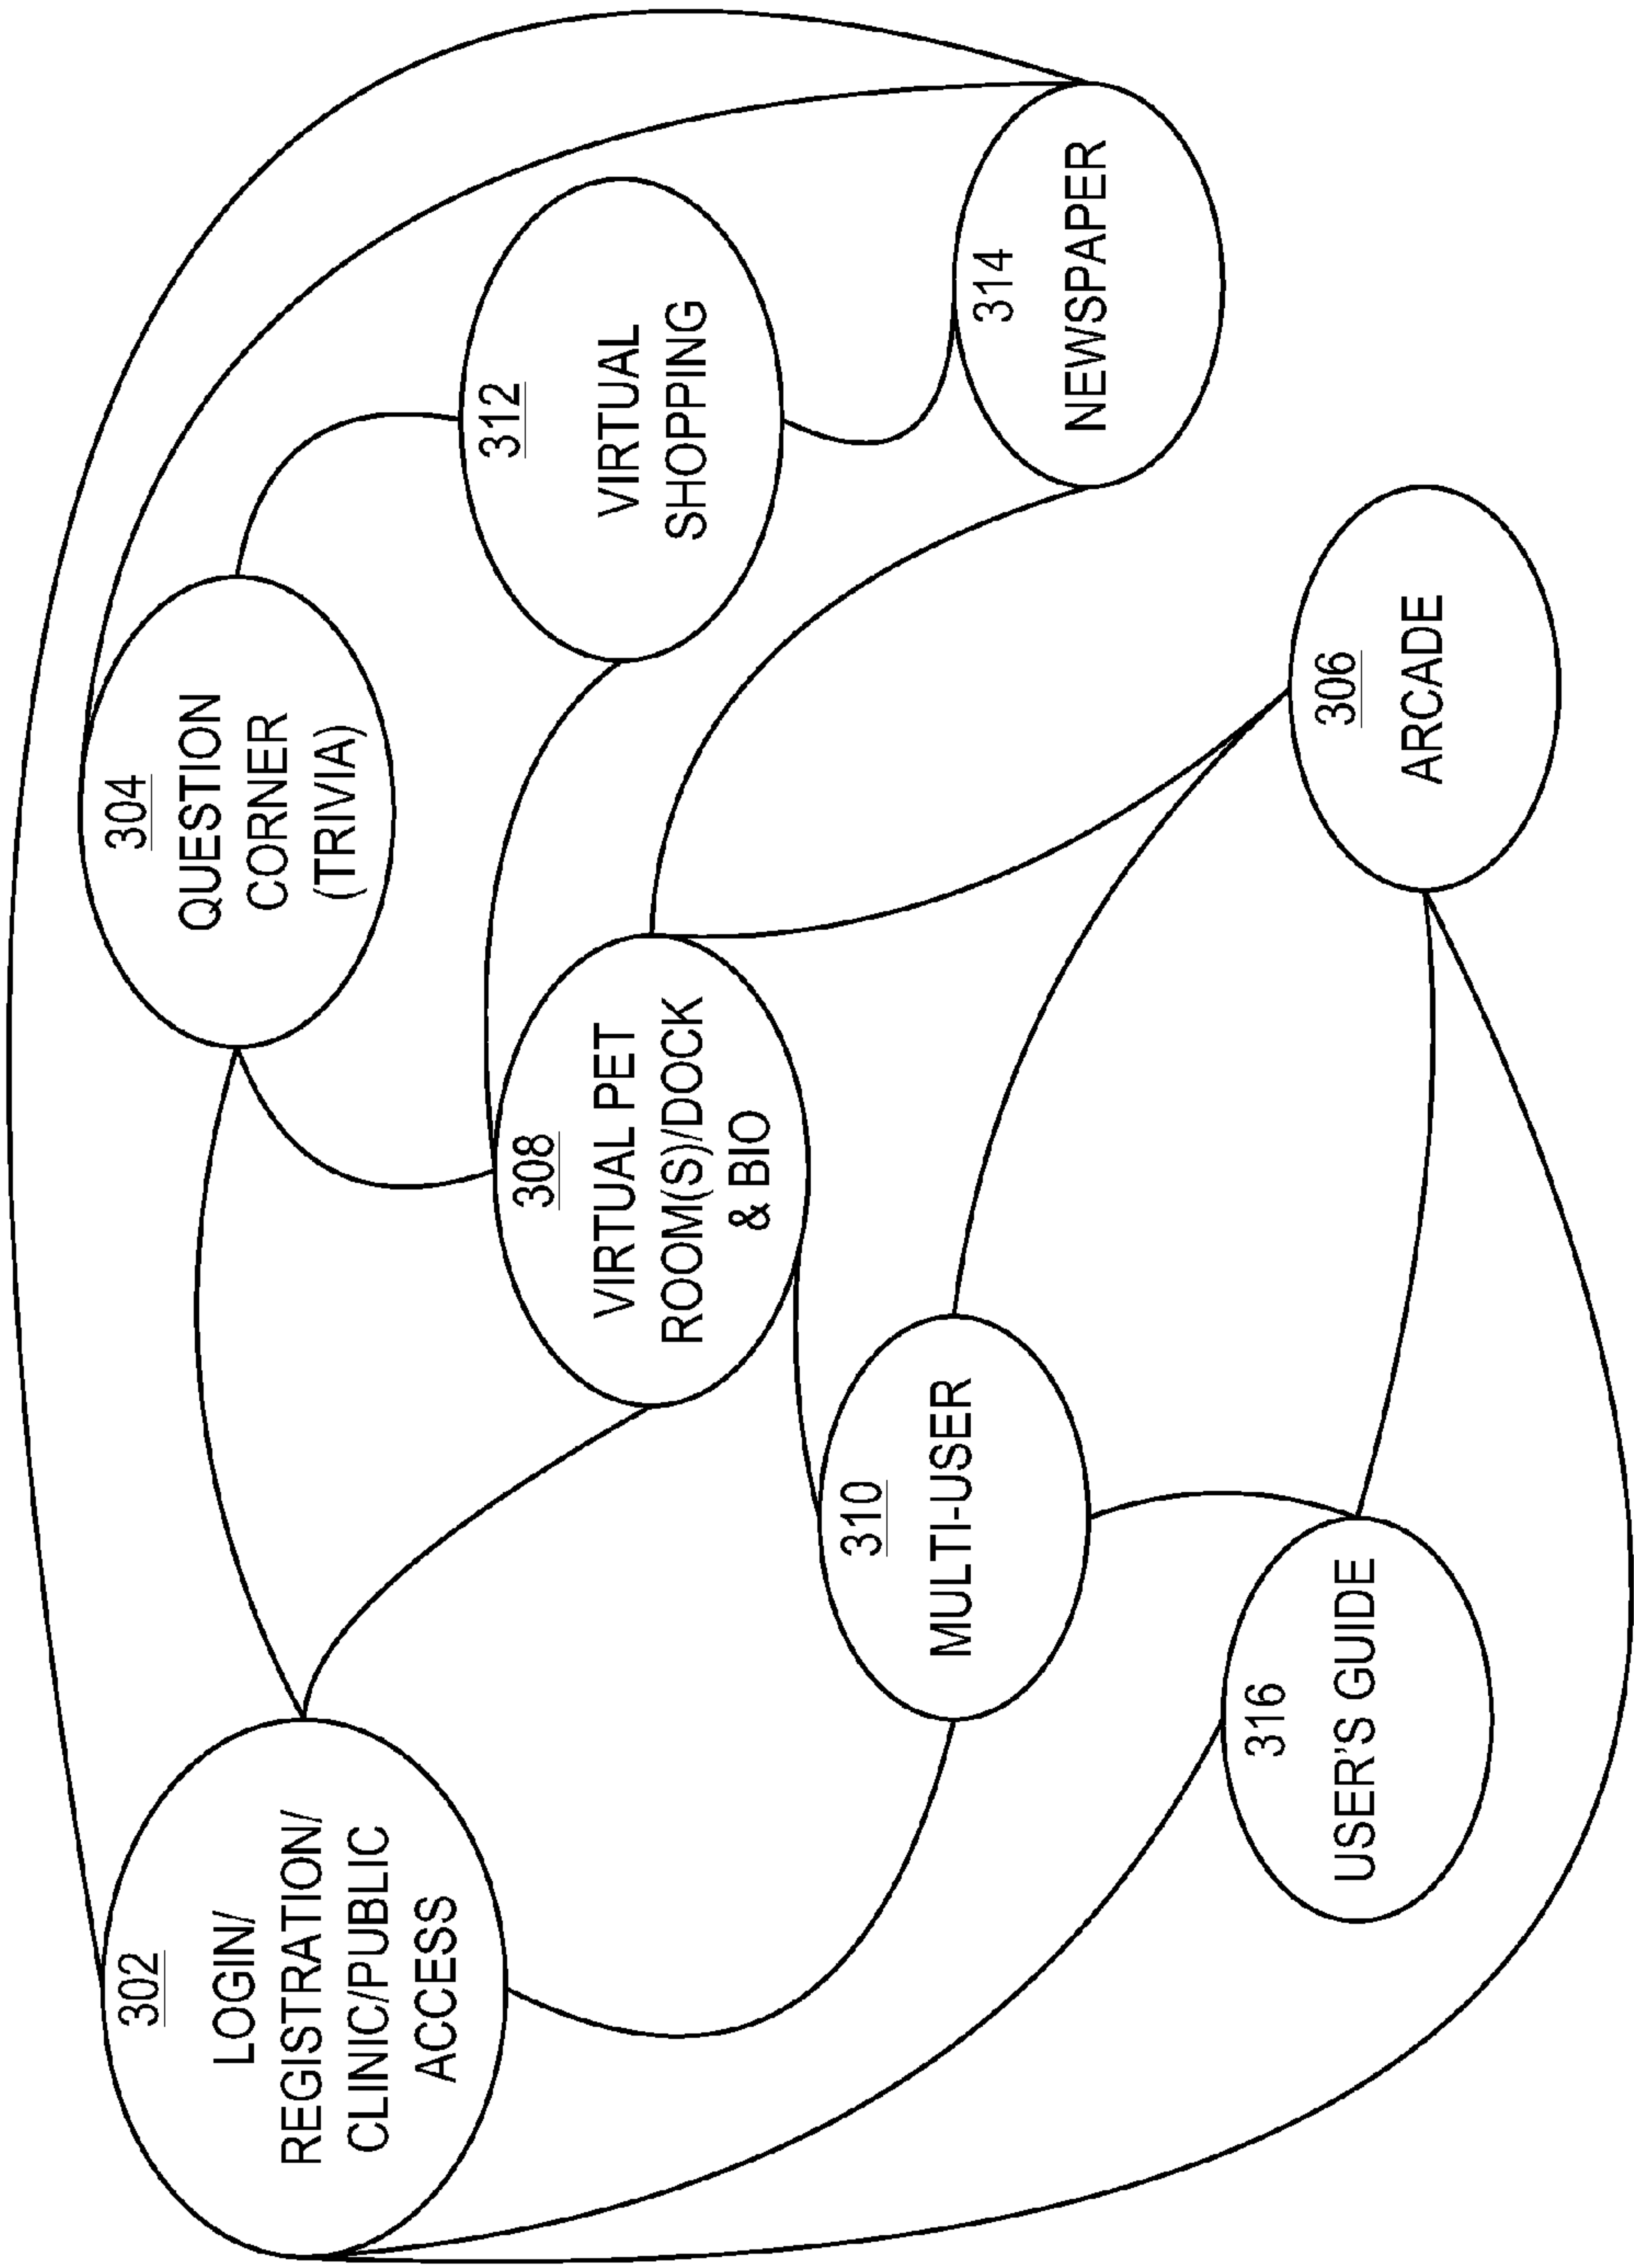 302
LOGIN/
REGISTRATION/
CLINIC/PUBLIC
ACCESS
304
QUESTION
CORNER
(TRIVIA)
308
VIRTUAL PET
ROOM(S)/DOCK
& BIO
312
VIRTUAL
SHOPPING
310
MULTI-USER
314
NEWSPAPER
316
USER'S GUIDE
306
ARCADE